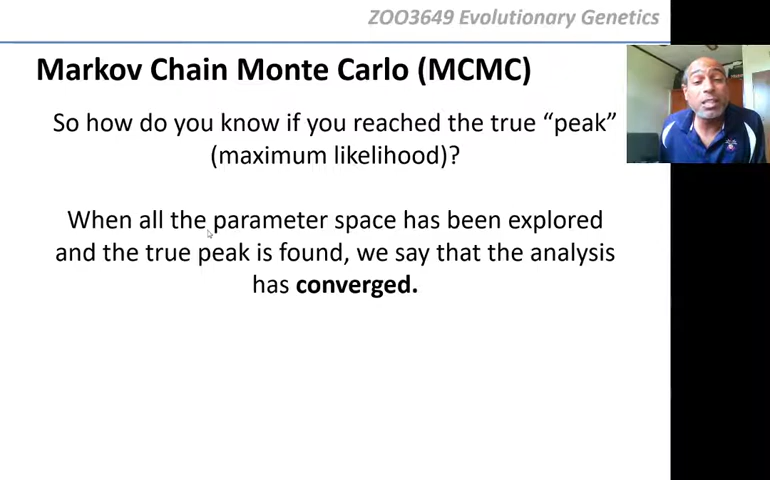 ZOO3649 Evolutionary Genetics
Markov Chain Monte Carlo (MCMC)
So how do you know if you reached the true “peak”
(maximum likelihood)?
When all the parameter space has been explored
and the true peak is found, we say that the analysis
has converged.